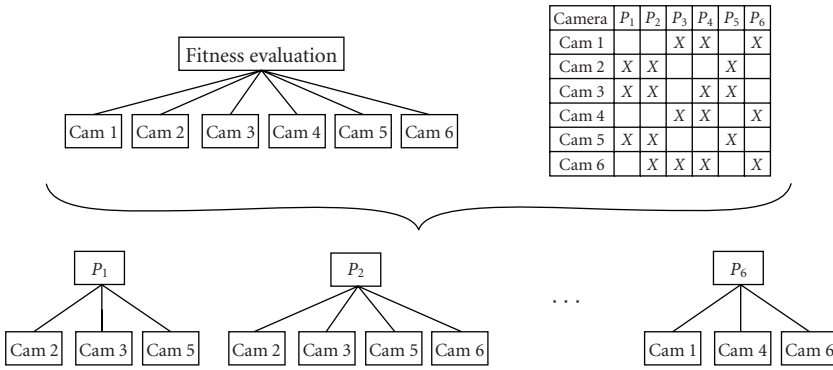 Fitness evaluation
Cam 1 Cam 2 Cam 3 Cam 4 Cam 5 Cam 6
Camera P1 P2 P3 P4 P5 P6
Cam 1 X X X
Cam 2 X X X
Cam 3 X X X X
Cam 4 X X X
Cam 5 X X X
Cam 6 X X X X
P1 P2 ... P6
Cam 2 Cam 3 Cam 5 Cam 2 Cam 3 Cam 5 Cam 6 Cam 1 Cam 4 Cam 6